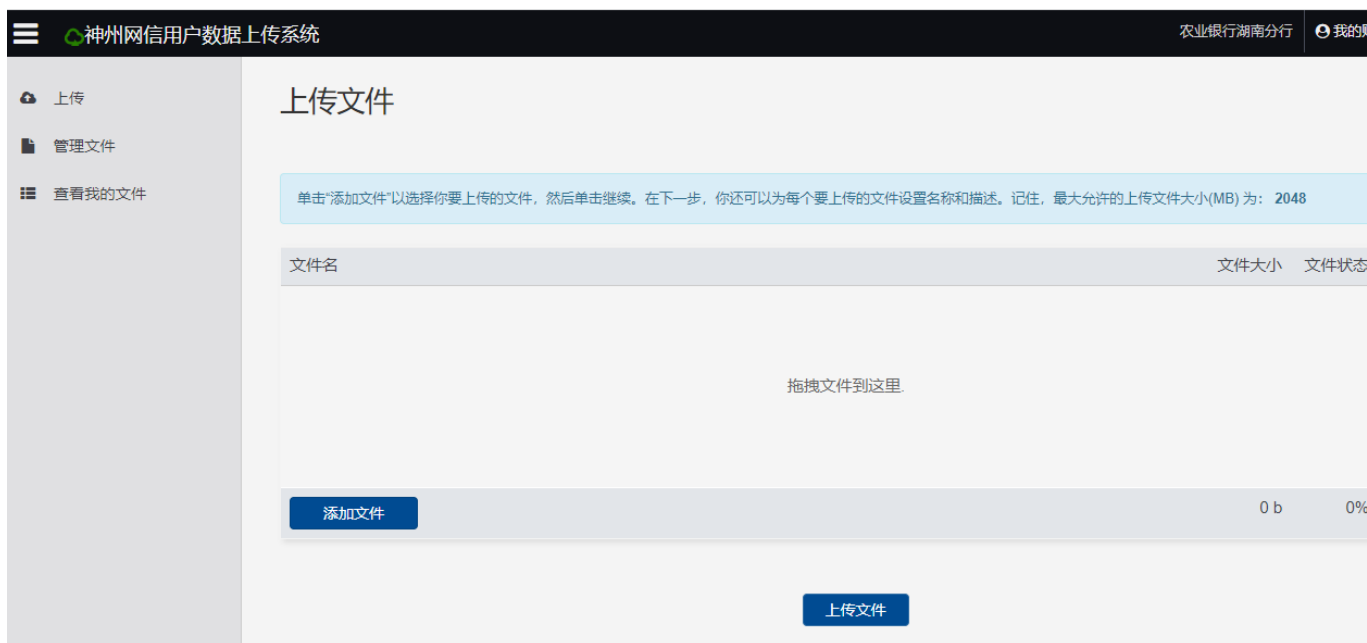 神州网信用户数据上传系统
农业银行湖南分行
我的
上传
管理文件
查看我的文件
上传文件
单击“添加文件”以选择你要上传的文件，然后单击继续。在下一步，你还可以为每个要上传的文件设置名称和描述。记住，最大允许的上传文件大小(MB) 为： 2048
文件名 文件大小 文件状态
拖拽文件到这里.
添加文件 0 b 0%
上传文件